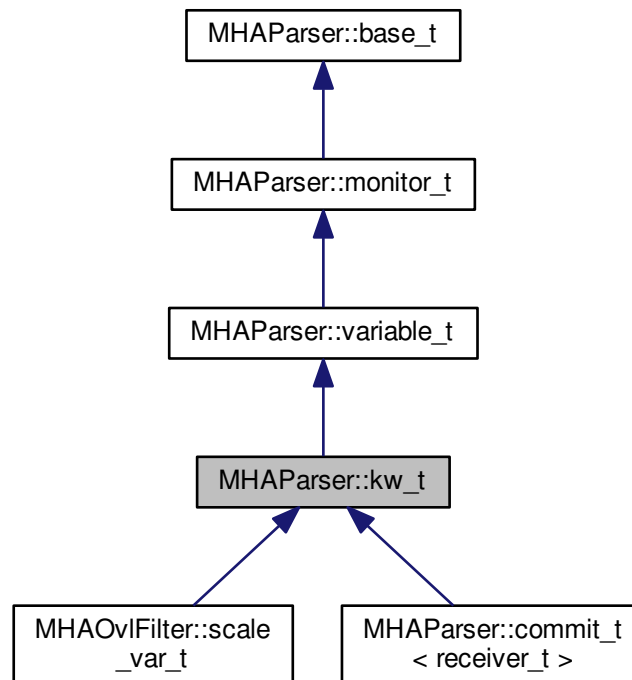 MHAParser::base_t
MHAParser::monitor_t
MHAParser::variable_t
MHAParser::kw_t
MHAOvlFilter::scale
_var_t
MHAParser::commit_t
< receiver_t >